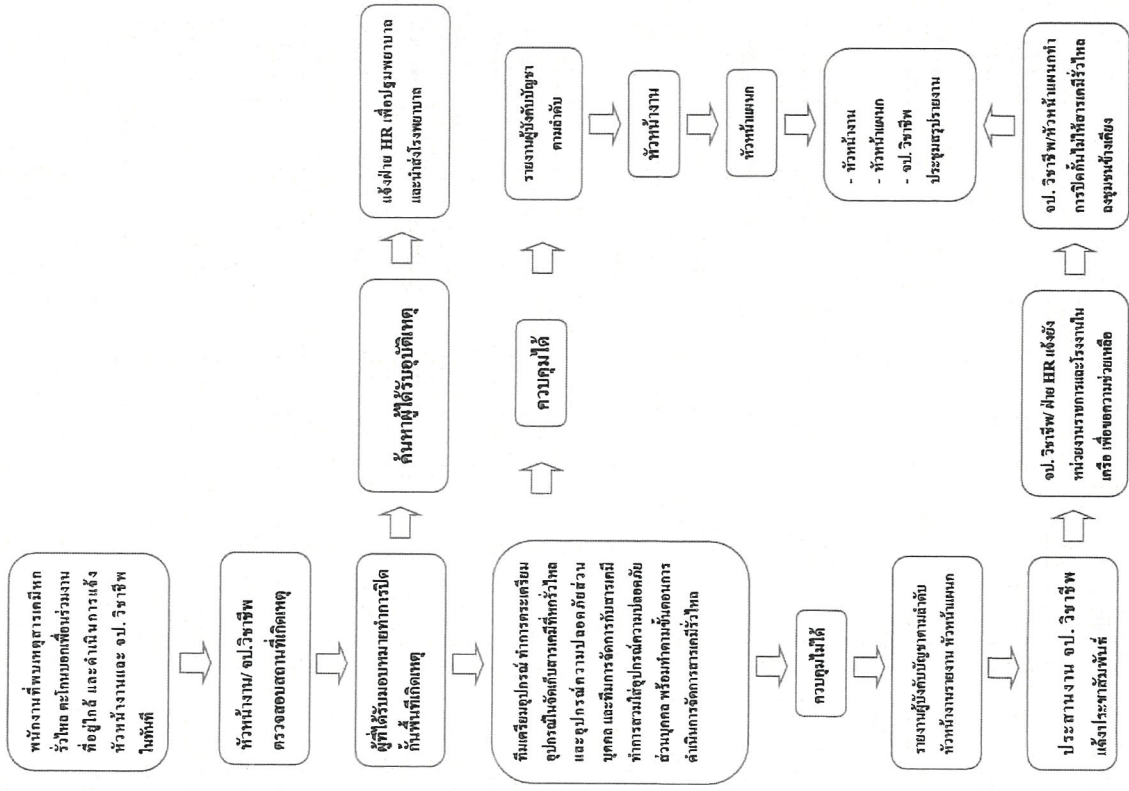 พนักงานที่พบเหตุสารเคมีหก
รั่วไหล ตะโกนบอกเพื่อนร่วมงาน
ที่อยู่ใกล้ และดำเนินการแจ้ง
หัวหน้างานและ จป. วิชาชีพ
ในทันที
หัวหน้างาน/ จป.วิชาชีพ
ตรวจสอบสถานที่เกิดเหตุ
ผู้ที่ได้รับมอบหมายทำการปิด
กั้นพื้นที่เกิดเหตุ
ค้นหาผู้ได้รับอุบัติเหตุ
แจ้งฝ่าย HR เพื่อปฐมพยาบาล
และนำส่งโรงพยาบาล
ทีมเตรียมอุปกรณ์ ทำการตระเตรียม
อุปกรณ์ในจัดเก็บสารเคมีที่หกรั่วไหล
และอุปกรณ์ความปลอดภัยส่วน
บุคคล และทีมการจัดการกับสารเคมี
ทำการสวมใส่อุปกรณ์ความปลอดภัย
ส่วนบุคคล พร้อมทำตามขั้นตอนการ
ดำเนินการจัดการสารเคมีรั่วไหล
ควบคุมได้
รายงานผู้บังคับบัญชา
ตามลำดับ
หัวหน้างาน
หัวหน้าแผนก
- หัวหน้างาน
- หัวหน้าแผนก
- จป. วิชาชีพ
ประชุมสรุปรายงาน
ควบคุมไม่ได้
รายงานผู้บังคับบัญชาตามลำดับ
หัวหน้างานรายงาน หัวหน้าแผนก
ประสานงาน จป. วิชาชีพ
แจ้งประชาสัมพันธ์
จป. วิชาชีพ/ ฝ่าย HR แจ้งยัง
หน่วยงานราชการและโรงงานใน
เครือ เพื่อขอความช่วยเหลือ
จป. วิชาชีพ/หัวหน้าแผนกทำ
การปิดกั้นไม่ให้สารเคมีรั่วไหล
ลงชุมชนข้างเคียง